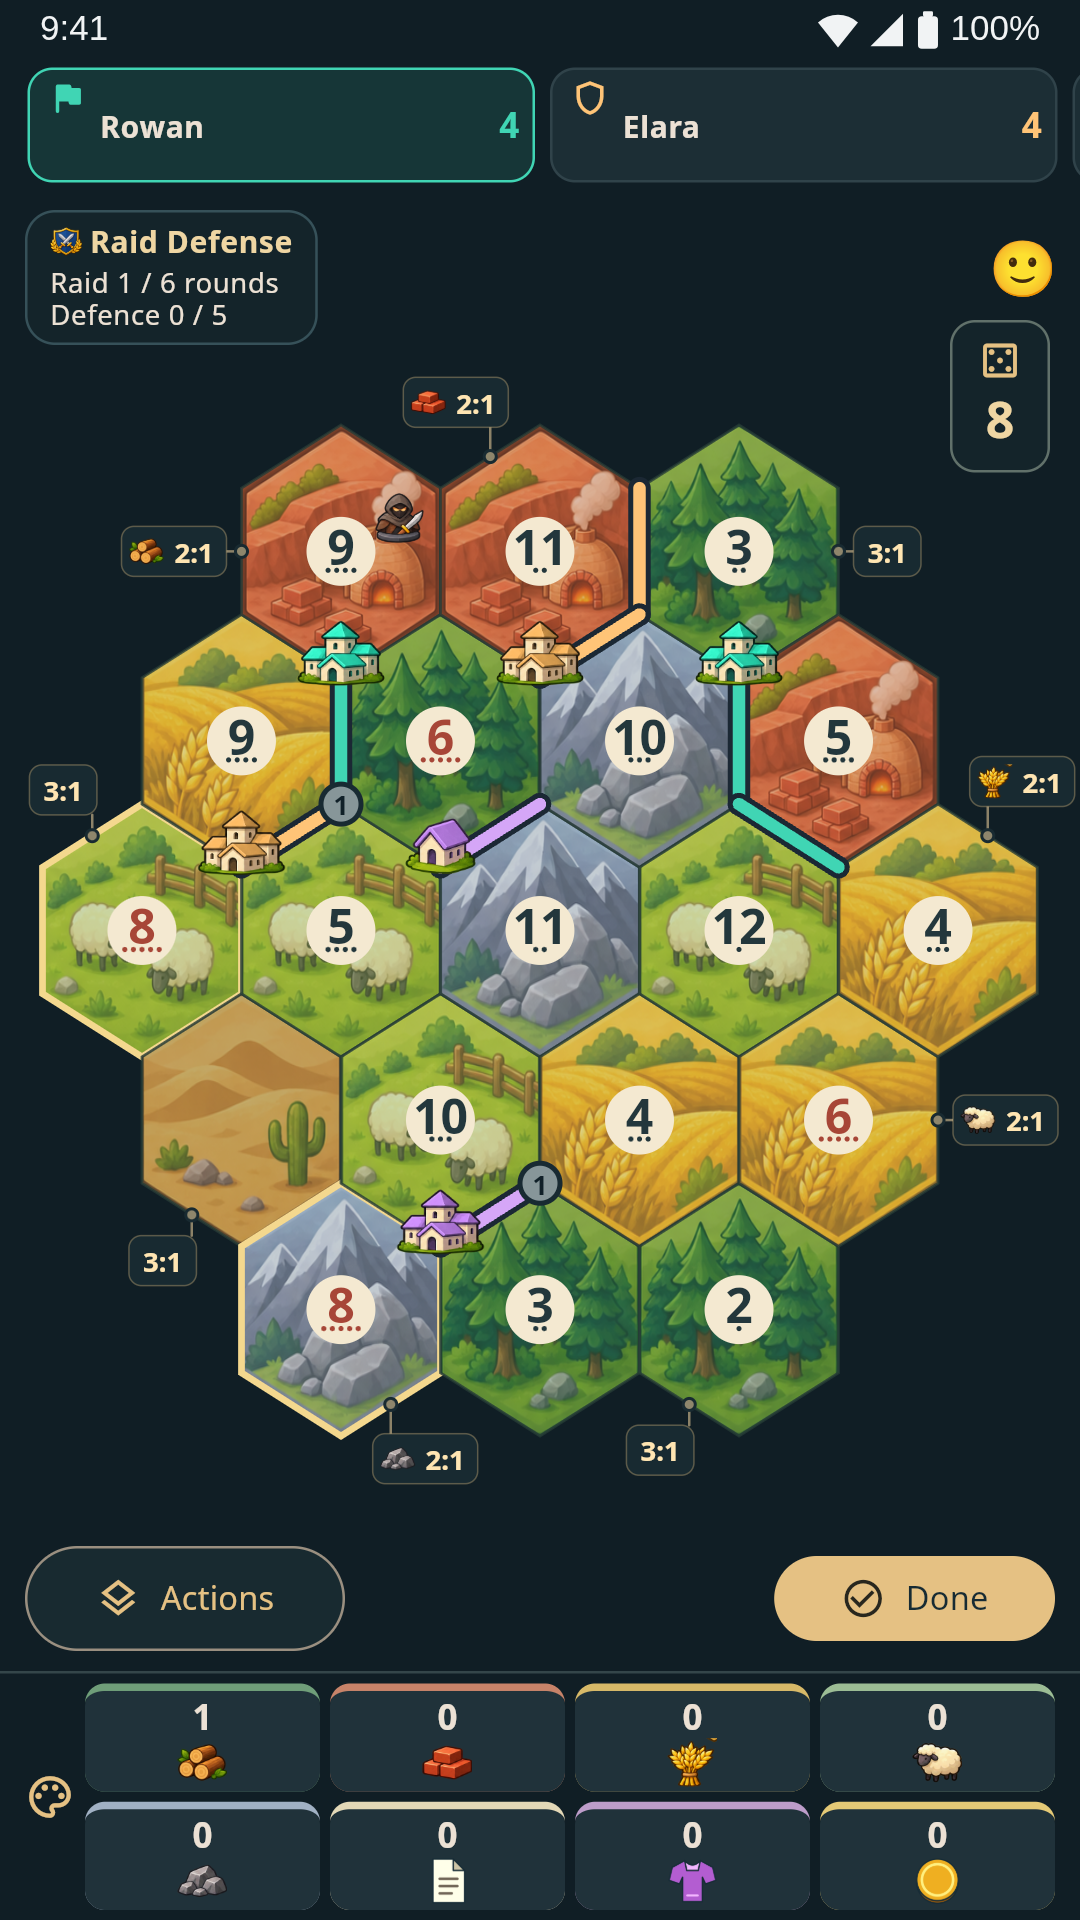 9:41
100%
Rowan 4
Elara 4
Raid Defense
Raid 1 / 6 rounds
Defence 0 / 5
8
2:1
9 11 3
2:1
3:1
9 6 10 5
3:1
1
2:1
8 5 11 12 4
10 4 6
2:1
1
3:1
8 3 2
2:1
3:1
Actions
Done
1 0 0 0
0 0 0 0